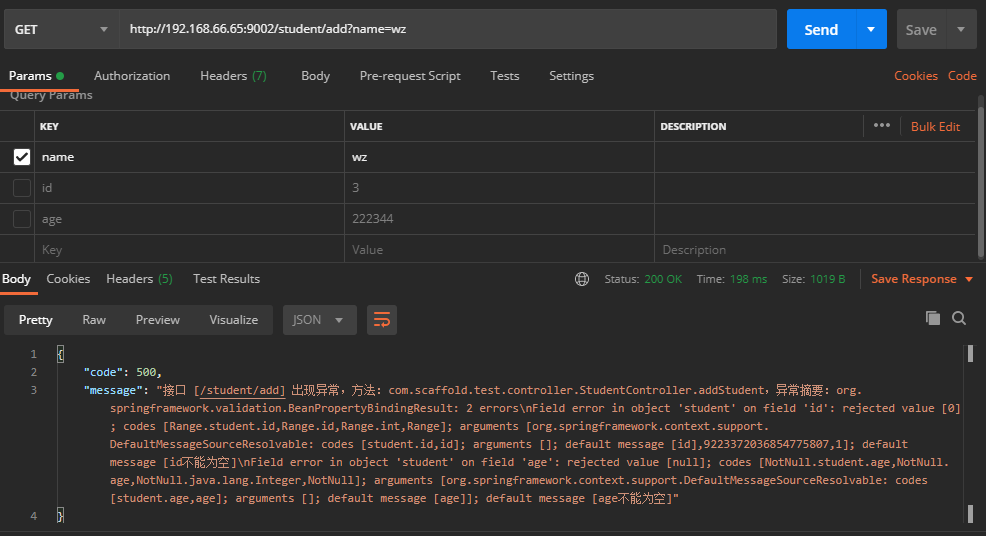 GET http://192.168.66.65:9002/student/add?name=wz Send Save
Params Authorization Headers (7) Body Pre-request Script Tests Settings Cookies Code
Query Params
KEY VALUE DESCRIPTION ••• Bulk Edit
name wz
id 3
age 222344
Key Value Description
Body Cookies Headers (5) Test Results Status: 200 OK Time: 198 ms Size: 1019 B Save Response
Pretty Raw Preview Visualize JSON
1 {
2 "code": 500,
3 "message": "接口 [/student/add] 出现异常，方法: com.scaffold.test.controller.StudentController.addStudent，异常摘要: org.
springframework.validation.BeanPropertyBindingResult: 2 errors\nField error in object 'student' on field 'id': rejected value [0]
; codes [Range.student.id,Range.id,Range.int,Range]; arguments [org.springframework.context.support.
DefaultMessageSourceResolvable: codes [student.id,id]; arguments []; default message [id],9223372036854775807,1]; default
message [id不能为空]\nField error in object 'student' on field 'age': rejected value [null]; codes [NotNull.student.age,NotNull.
age,NotNull.java.lang.Integer,NotNull]; arguments [org.springframework.context.support.DefaultMessageSourceResolvable: codes
[student.age,age]; arguments []; default message [age]]; default message [age不能为空]"
4 }